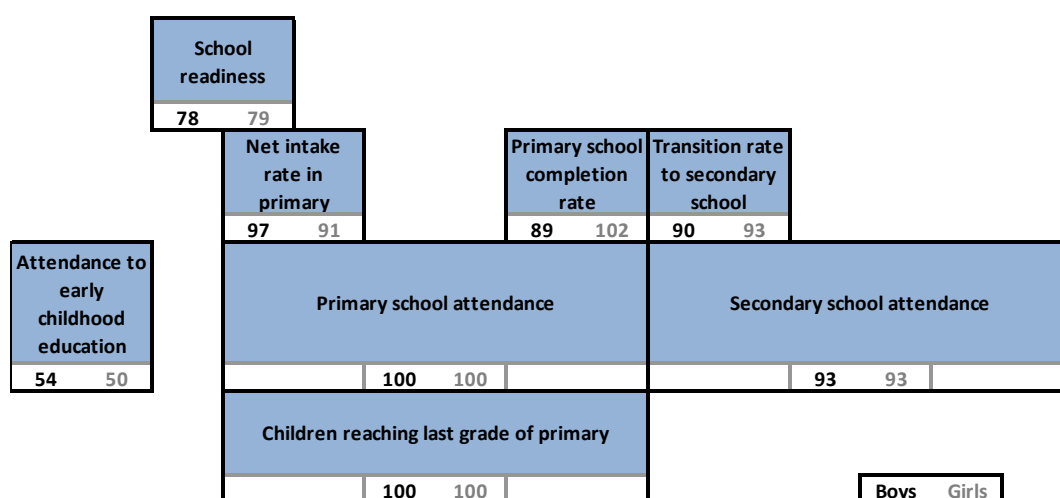 School
readiness
78 79
Net intake
rate in
primary
97 91
Primary school
completion
rate
89 102
Transition rate
to secondary
school
90 93
Attendance to
early
childhood
education
54 50
Primary school attendance
100 100
Secondary school attendance
93 93
Children reaching last grade of primary
100 100
Boys Girls